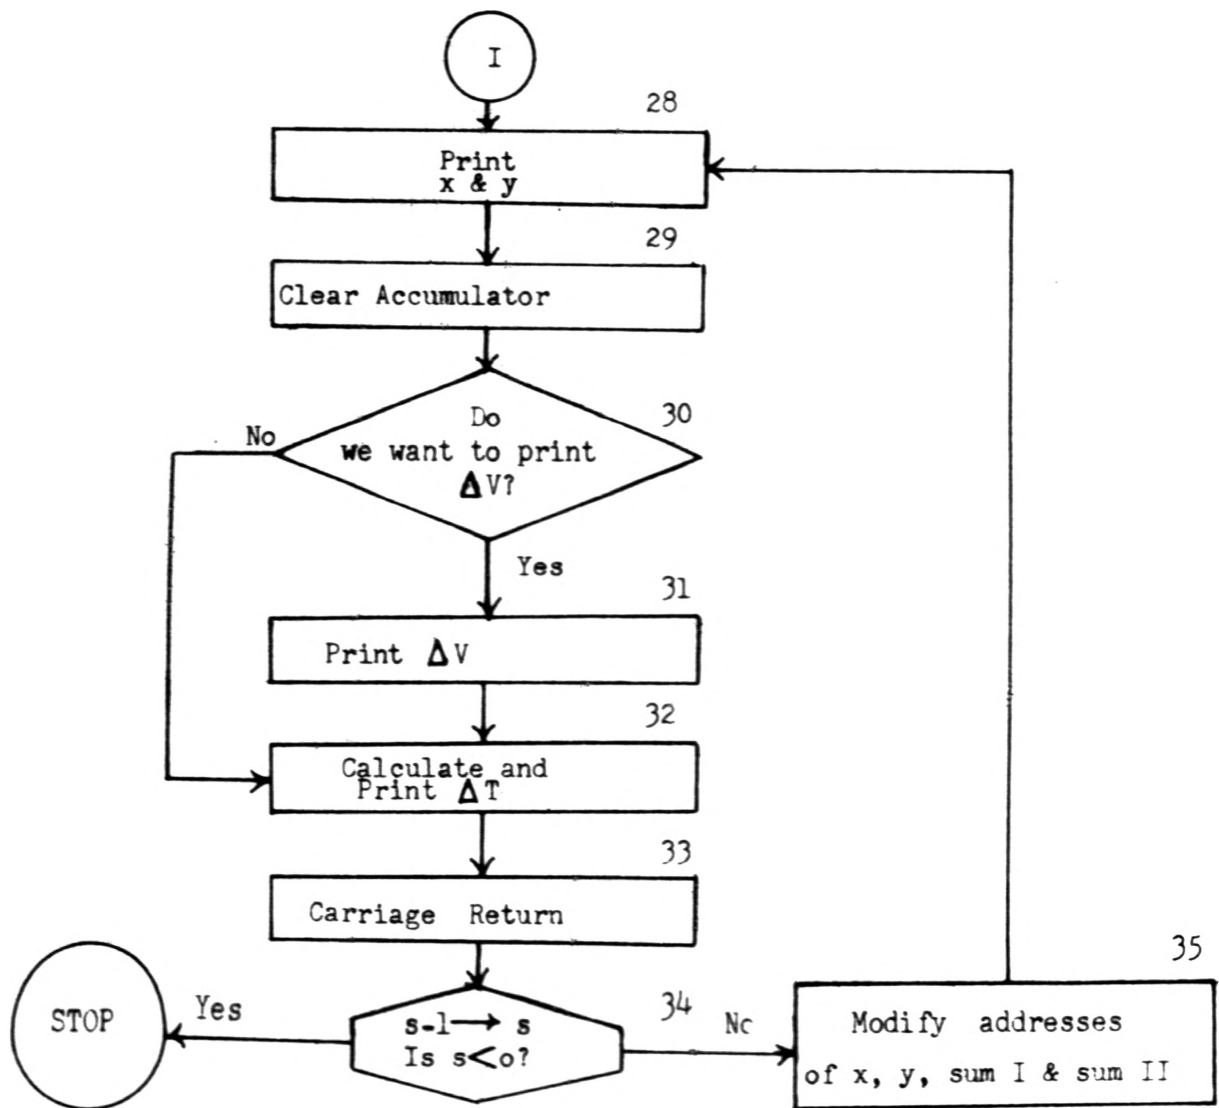 I
28
Print
x & y
29
Clear Accumulator
30
Do
we want to print
ΔV?
No
Yes
31
Print ΔV
32
Calculate and
Print ΔT
33
Carriage Return
34
s-1→ s
Is s<o?
Yes
STOP
Nc
35
Modify addresses
of x, y, sum I & sum II